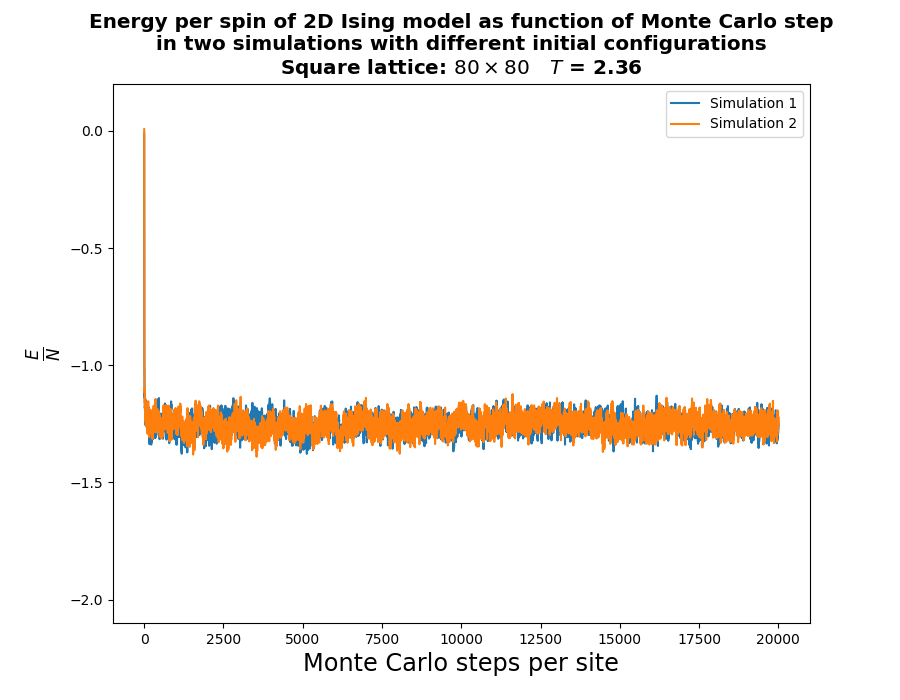 Energy per spin of 2D Ising model as function of Monte Carlo step
in two simulations with different initial configurations
Square lattice: 80 × 80 T = 2.36
Simulation 1
Simulation 2
0.0
−0.5
−1.0
−1.5
−2.0
E
N
0 2500 5000 7500 10000 12500 15000 17500 20000
Monte Carlo steps per site